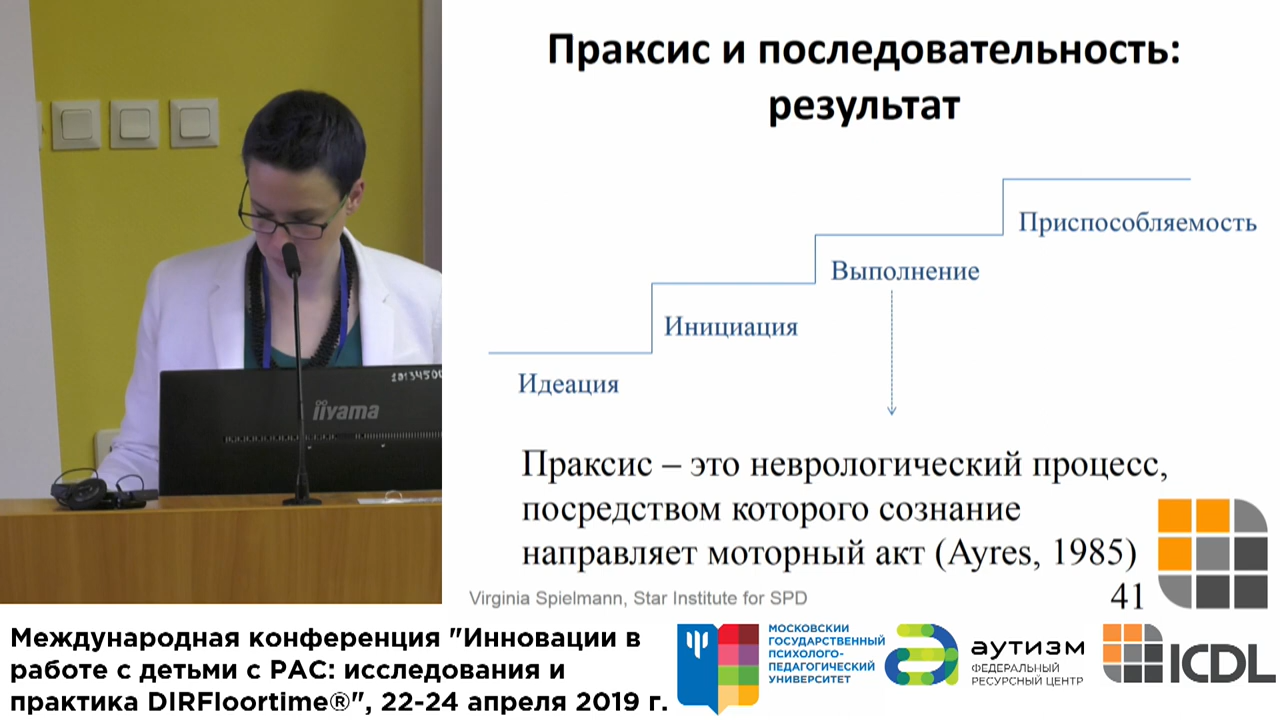 Праксис и последовательность:
результат
Приспособляемость
Выполнение
Инициация
Идеация
Праксис – это неврологический процесс,
посредством которого сознание
направляет моторный акт (Ayres, 1985)
41
Virginia Spielmann, Star Institute for SPD
iiyama
Международная конференция "Инновации в
работе с детьми с РАС: исследования и
практика DIRFloortime®", 22-24 апреля 2019 г.
МОСКОВСКИЙ
ГОСУДАРСТВЕННЫЙ
ПСИХОЛОГО-
ПЕДАГОГИЧЕСКИЙ
УНИВЕРСИТЕТ
аутизм
ФЕДЕРАЛЬНЫЙ
РЕСУРСНЫЙ ЦЕНТР
ICDL